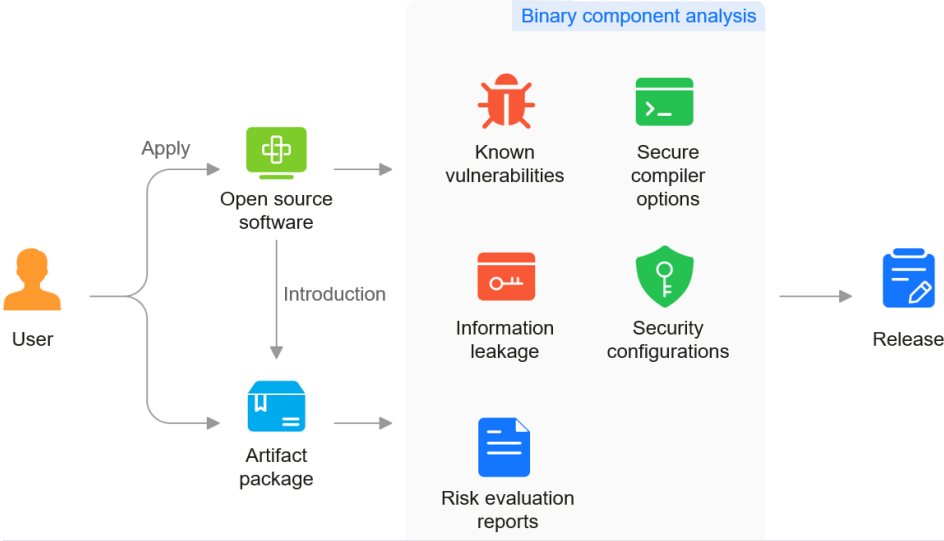 Binary component analysis
Apply
Known
vulnerabilities
Secure
compiler
options
Open source
software
Introduction
User
Information
leakage
Security
configurations
Release
Artifact
package
Risk evaluation
reports